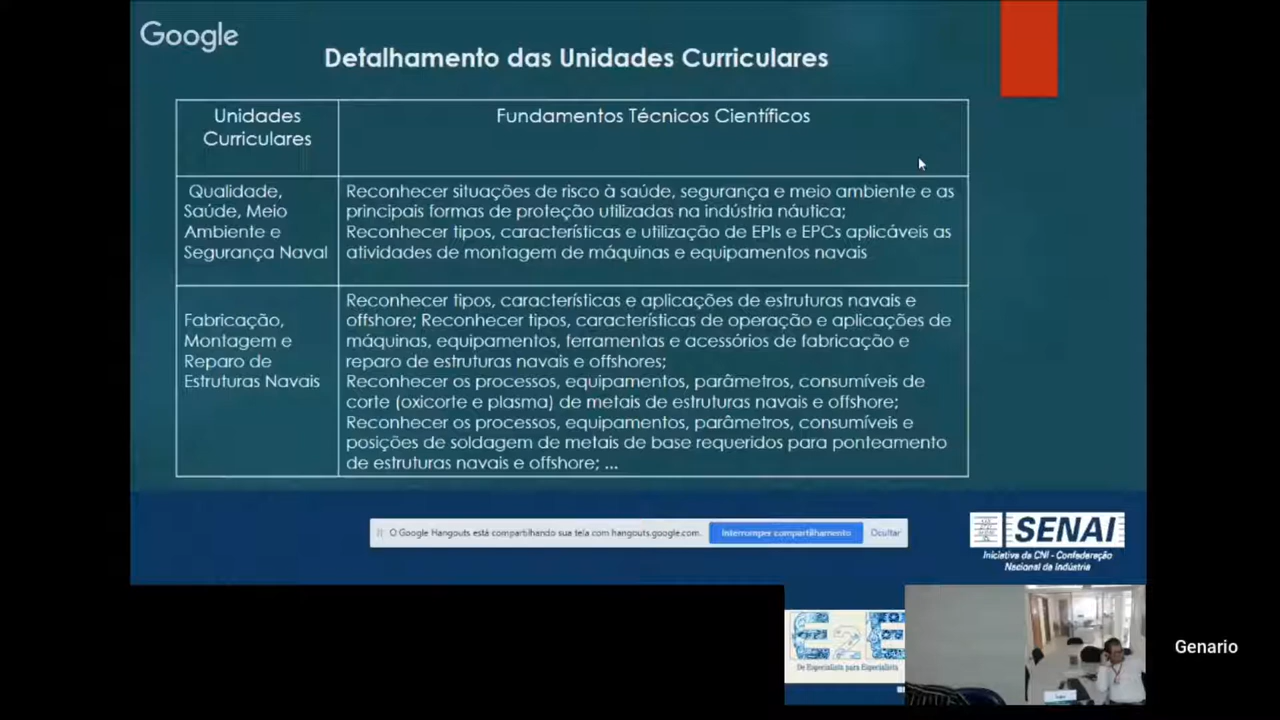 Google
Detalhamento das Unidades Curriculares
Unidades
Curriculares
Fundamentos Técnicos Científicos
Qualidade,
Saúde, Meio
Ambiente e
Segurança Naval
Reconhecer situações de risco à saúde, segurança e meio ambiente e as
principais formas de proteção utilizadas na indústria náutica;
Reconhecer tipos, características e utilização de EPIs e EPCs aplicáveis as
atividades de montagem de máquinas e equipamentos navais
Fabricação,
Montagem e
Reparo de
Estruturas Navais
Reconhecer tipos, características e aplicações de estruturas navais e
offshore; Reconhecer tipos, características de operação e aplicações de
máquinas, equipamentos, ferramentas e acessórios de fabricação e
reparo de estruturas navais e offshores;
Reconhecer os processos, equipamentos, parâmetros, consumíveis de
corte (oxicorte e plasma) de metais de estruturas navais e offshore;
Reconhecer os processos, equipamentos, parâmetros, consumíveis e
posições de soldagem de metais de base requeridos para ponteamento
de estruturas navais e offshore; ...
O Google Hangouts está compartilhando sua tela com hangouts.google.com.
Interromper compartilhamento
Ocultar
SENAI
Iniciativa da CNI - Confederação
Nacional da Indústria
E2E
De Especialista para Especialista
Genario